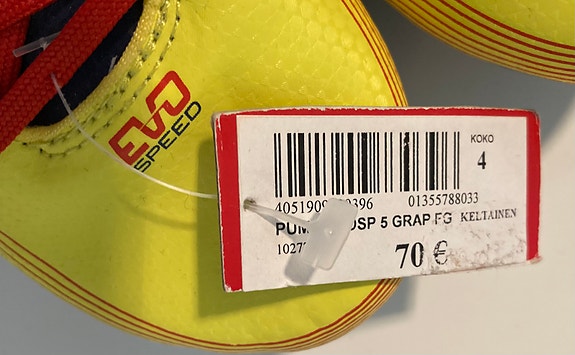 EVO
SPEED
KOKO
4
01355788033
5 GRAP FG KELTAINEN
70 €